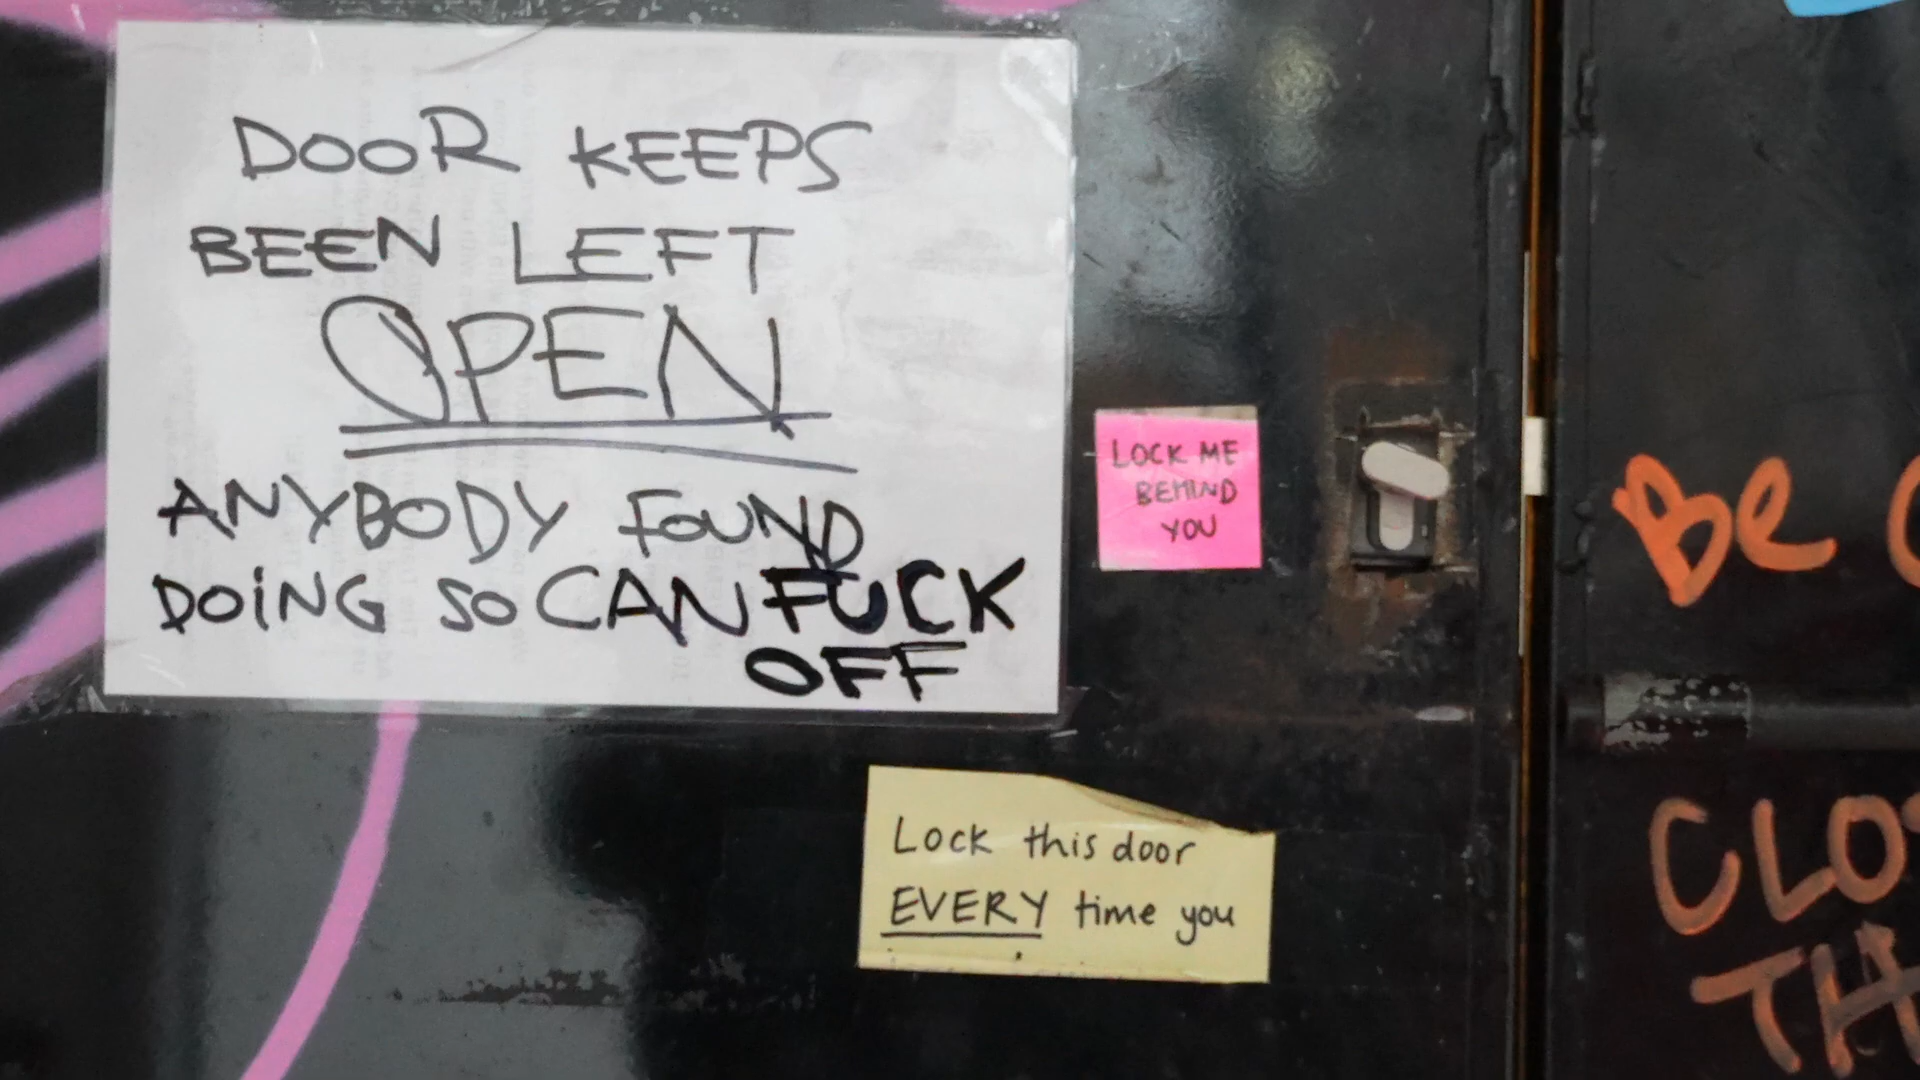 DOOR KEEPS
BEEN LEFT
OPEN
ANYBODY FOUND
DOING SO CAN FUCK
OFF
LOCK ME
BEHIND
YOU
Lock this door
EVERY time you
Be